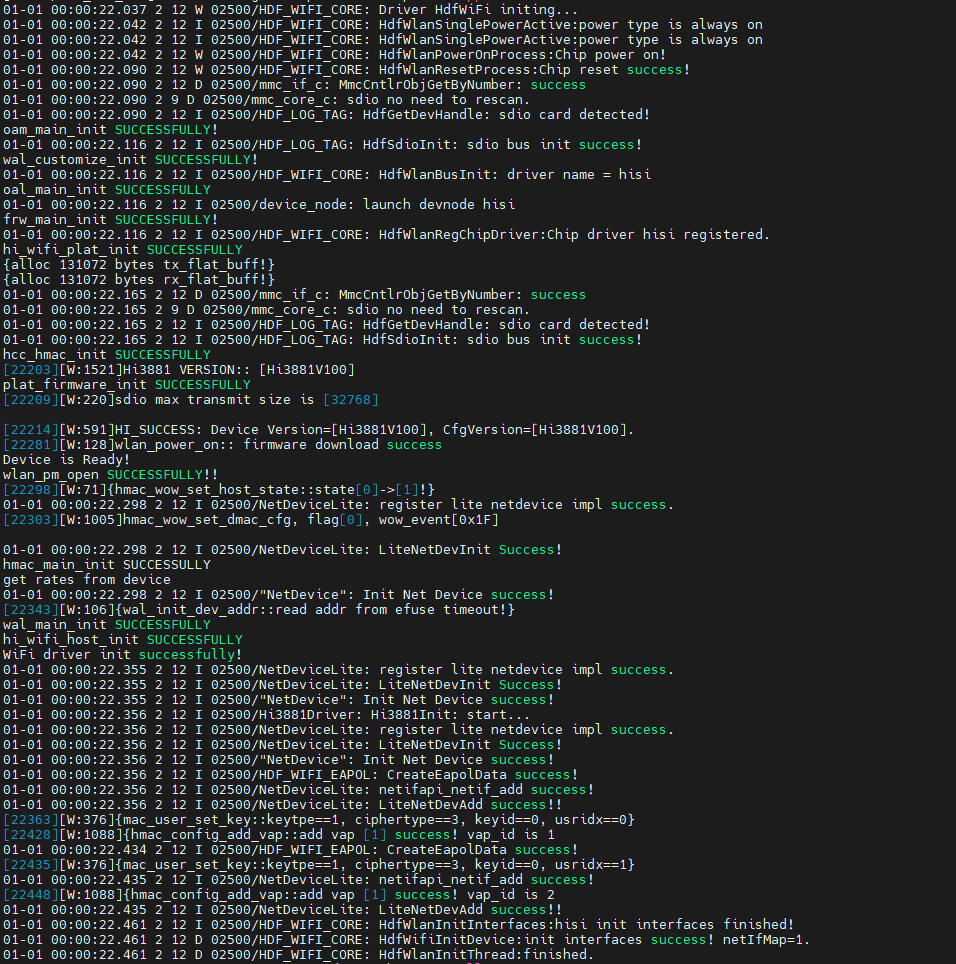 01-01 00:00:22.037 2 12 W 02500/HDF_WIFI_CORE: Driver HdfWiFi initing...
01-01 00:00:22.042 2 12 I 02500/HDF_WIFI_CORE: HdfWlanSinglePowerActive:power type is always on
01-01 00:00:22.042 2 12 I 02500/HDF_WIFI_CORE: HdfWlanSinglePowerActive:power type is always on
01-01 00:00:22.042 2 12 W 02500/HDF_WIFI_CORE: HdfWlanPowerOnProcess:Chip power on!
01-01 00:00:22.090 2 12 W 02500/HDF_WIFI_CORE: HdfWlanResetProcess:Chip reset success!
01-01 00:00:22.090 2 12 D 02500/mmc_if_c: MmcCntlrObjGetByNumber: success
01-01 00:00:22.090 2 9 D 02500/mmc_core_c: sdio no need to rescan.
01-01 00:00:22.090 2 12 I 02500/HDF_LOG_TAG: HdfGetDevHandle: sdio card detected!
oam_main_init SUCCESSFULLY!
01-01 00:00:22.116 2 12 I 02500/HDF_LOG_TAG: HdfSdioInit: sdio bus init success!
wal_customize_init SUCCESSFULLY!
01-01 00:00:22.116 2 12 I 02500/HDF_WIFI_CORE: HdfWlanBusInit: driver name = hisi
oal_main_init SUCCESSFULLY
01-01 00:00:22.116 2 12 I 02500/device_node: launch devnode hisi
frw_main_init SUCCESSFULLY!
01-01 00:00:22.116 2 12 I 02500/HDF_WIFI_CORE: HdfWlanRegChipDriver:Chip driver hisi registered.
hi_wifi_plat_init SUCCESSFULLY
{alloc 131072 bytes tx_flat_buff!}
{alloc 131072 bytes rx_flat_buff!}
01-01 00:00:22.165 2 12 D 02500/mmc_if_c: MmcCntlrObjGetByNumber: success
01-01 00:00:22.165 2 9 D 02500/mmc_core_c: sdio no need to rescan.
01-01 00:00:22.165 2 12 I 02500/HDF_LOG_TAG: HdfGetDevHandle: sdio card detected!
01-01 00:00:22.165 2 12 I 02500/HDF_LOG_TAG: HdfSdioInit: sdio bus init success!
hcc_hmac_init SUCCESSFULLY
[22203][W:1521]Hi3881 VERSION:: [Hi3881V100]
plat_firmware_init SUCCESSFULLY
[22209][W:220]sdio max transmit size is [32768]
[22214][W:591]HI_SUCCESS: Device Version=[Hi3881V100], CfgVersion=[Hi3881V100].
[22281][W:128]wlan_power_on:: firmware download success
Device is Ready!
wlan_pm_open SUCCESSFULLY!!
[22298][W:71]{hmac_wow_set_host_state::state[0]->[1]!}
01-01 00:00:22.298 2 12 I 02500/NetDeviceLite: register lite netdevice impl success.
[22303][W:1005]hmac_wow_set_dmac_cfg, flag[0], wow_event[0x1F]
01-01 00:00:22.298 2 12 I 02500/NetDeviceLite: LiteNetDevInit Success!
hmac_main_init SUCCESSULLY
get rates from device
01-01 00:00:22.298 2 12 I 02500/"NetDevice": Init Net Device success!
[22343][W:106]{wal_init_dev_addr::read addr from efuse timeout!}
wal_main_init SUCCESSFULLY
hi_wifi_host_init SUCCESSFULLY
WiFi driver init successfully!
01-01 00:00:22.355 2 12 I 02500/NetDeviceLite: register lite netdevice impl success.
01-01 00:00:22.355 2 12 I 02500/NetDeviceLite: LiteNetDevInit Success!
01-01 00:00:22.355 2 12 I 02500/"NetDevice": Init Net Device success!
01-01 00:00:22.356 2 12 I 02500/Hi3881Driver: Hi3881Init: start...
01-01 00:00:22.356 2 12 I 02500/NetDeviceLite: register lite netdevice impl success.
01-01 00:00:22.356 2 12 I 02500/NetDeviceLite: LiteNetDevInit Success!
01-01 00:00:22.356 2 12 I 02500/"NetDevice": Init Net Device success!
01-01 00:00:22.356 2 12 I 02500/HDF_WIFI_EAPOL: CreateEapolData success!
01-01 00:00:22.356 2 12 I 02500/NetDeviceLite: netifapi_netif_add success!
01-01 00:00:22.356 2 12 I 02500/NetDeviceLite: LiteNetDevAdd success!!
[22363][W:376]{mac_user_set_key::keytpe==1, ciphertype==3, keyid==0, usridx==0}
[22428][W:1088]{hmac_config_add_vap::add vap [1] success! vap_id is 1
01-01 00:00:22.434 2 12 I 02500/HDF_WIFI_EAPOL: CreateEapolData success!
[22435][W:376]{mac_user_set_key::keytpe==1, ciphertype==3, keyid==0, usridx==1}
01-01 00:00:22.435 2 12 I 02500/NetDeviceLite: netifapi_netif_add success!
[22448][W:1088]{hmac_config_add_vap::add vap [1] success! vap_id is 2
01-01 00:00:22.435 2 12 I 02500/NetDeviceLite: LiteNetDevAdd success!!
01-01 00:00:22.461 2 12 I 02500/HDF_WIFI_CORE: HdfWlanInitInterfaces:hisi init interfaces finished!
01-01 00:00:22.461 2 12 D 02500/HDF_WIFI_CORE: HdfWifiInitDevice:init interfaces success! netIfMap=1.
01-01 00:00:22.461 2 12 D 02500/HDF_WIFI_CORE: HdfWlanInitThread:finished.